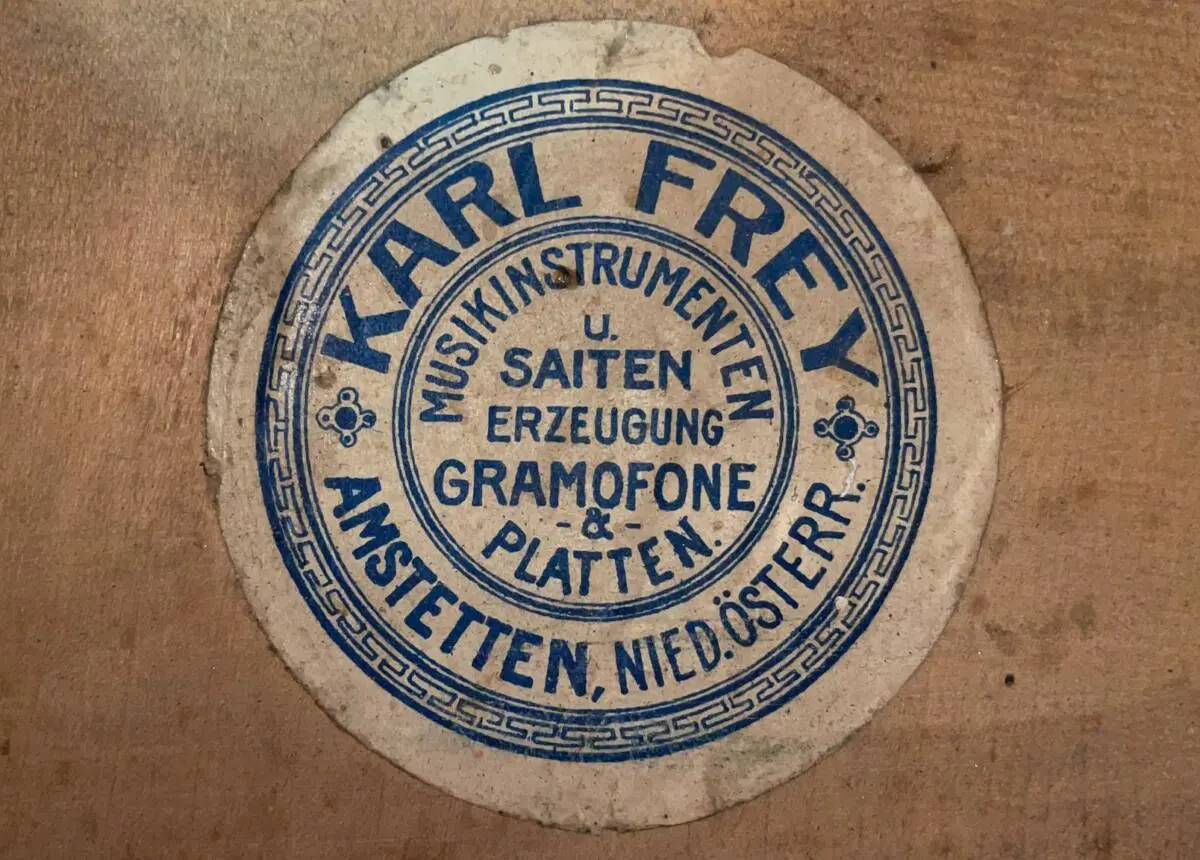 KARL FREY
MUSIKINSTRUMENTEN
U.
SAITEN
ERZEUGUNG
GRAMOFONE
- & -
PLATTEN.
AMSTETTEN, NIED.ÖSTERR.